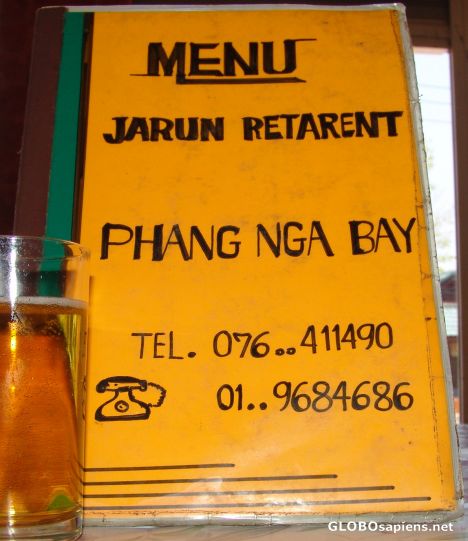 MENU
JARUN RETARENT
PHANG NGA BAY
TEL. 076..411490
01..9684686
GLOBOsapiens.net